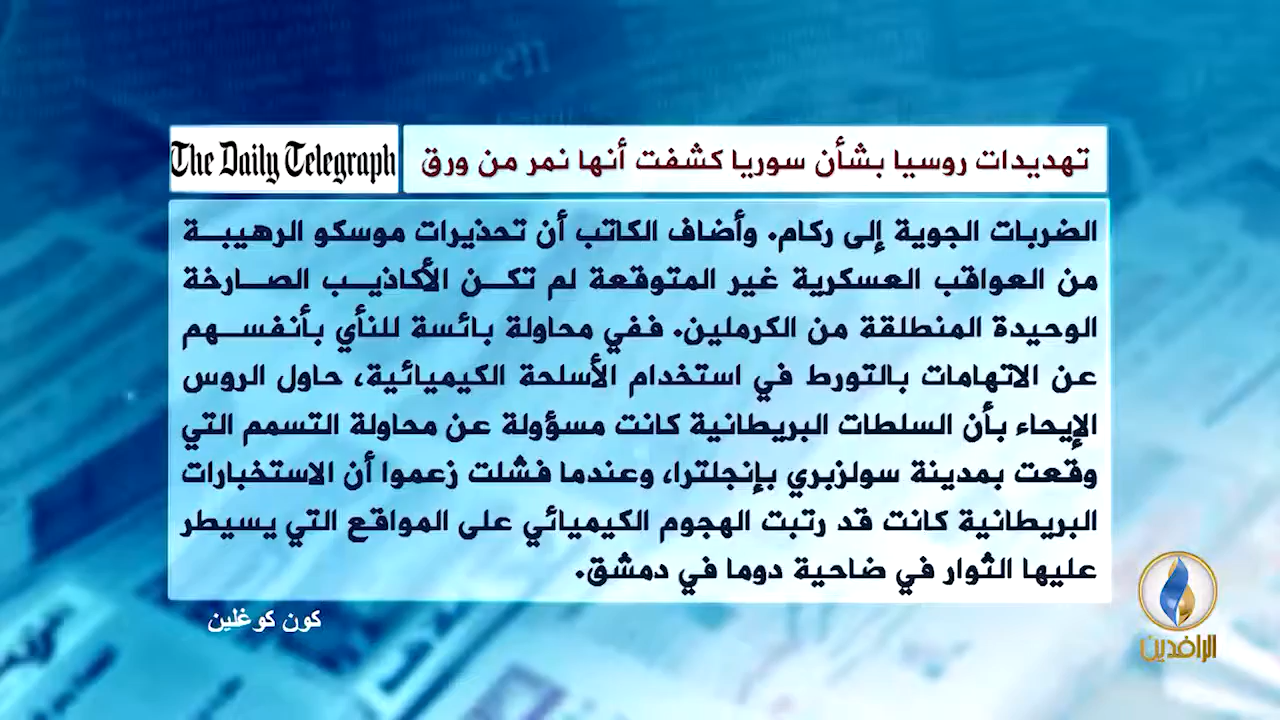 تهديدات روسيا بشأن سوريا كشفت أنها نمر من ورق
The Daily Telegraph
الضربات الجوية إلى ركام. وأضاف الكاتب أن تحذيرات موسكو الرهيبة
من العواقب العسكرية غير المتوقعة لم تكن الأكاذيب الصارخة
الوحيدة المنطلقة من الكرملين. ففي محاولة بائسة للنأي بأنفسهم
عن الاتهامات بالتورط في استخدام الأسلحة الكيميائية، حاول الروس
الإيحاء بأن السلطات البريطانية كانت مسؤولة عن محاولة التسمم التي
وقعت بمدينة سولزبري بإنجلترا، وعندما فشلت زعموا أن الاستخبارات
البريطانية كانت قد رتبت الهجوم الكيميائي على المواقع التي يسيطر
عليها الثوار في ضاحية دوما في دمشق.
كون كوغلين
الرافدين